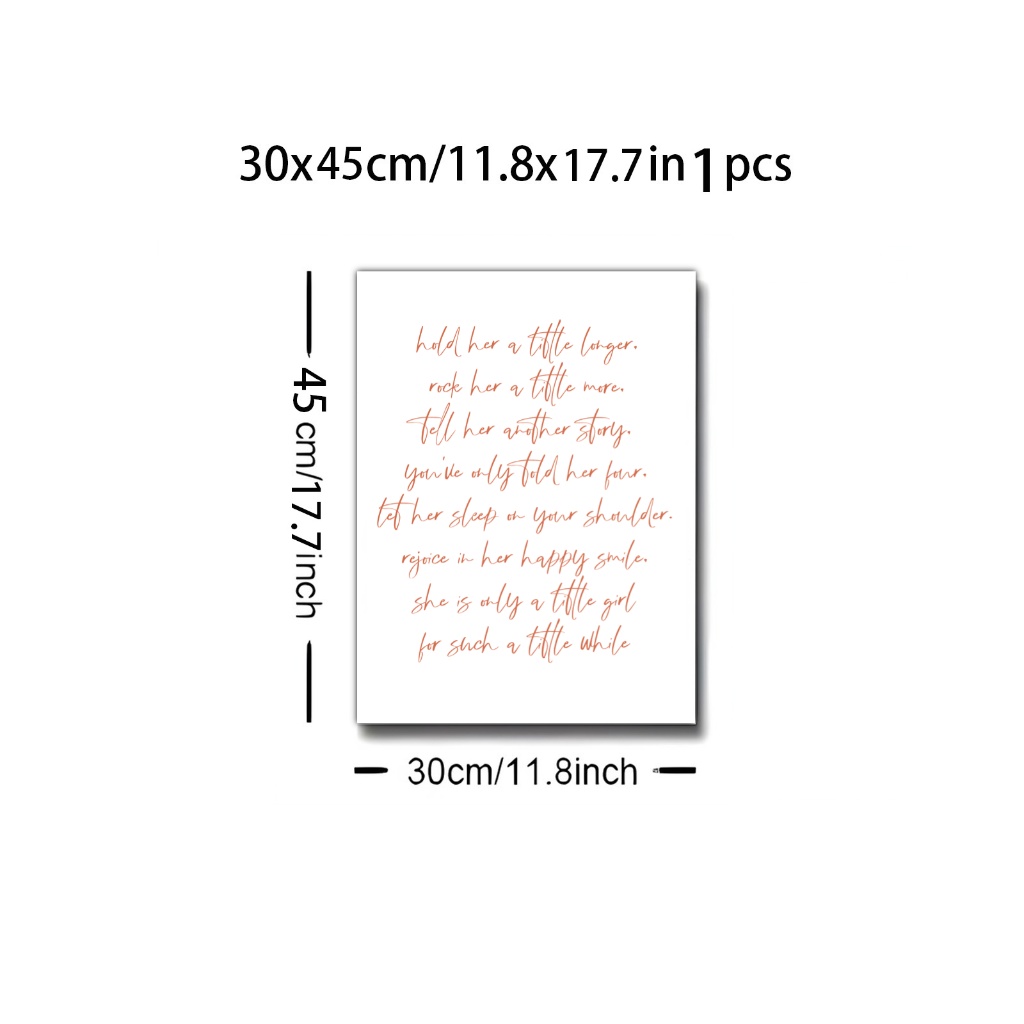 30x45cm/11.8x17.7in 1 pcs
45 cm/17.7inch
hold her a little longer.
rock her a little more.
tell her another story.
you've only told her four.
let her sleep on your shoulder.
rejoice in her happy smile.
she is only a little girl
for such a little while
30cm/11.8inch